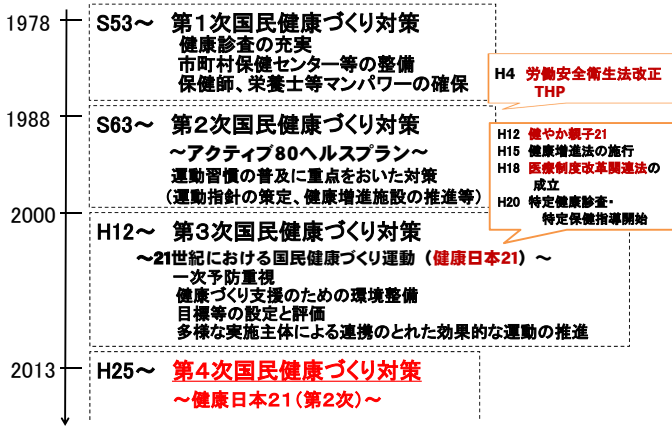 1978
S53～ 第１次国民健康づくり対策
健康診査の充実
市町村保健センター等の整備
保健師、栄養士等マンパワーの確保
H4 労働安全衛生法改正
THP
1988
S63～ 第２次国民健康づくり対策
～アクティブ80ヘルスプラン～
運動習慣の普及に重点をおいた対策
（運動指針の策定、健康増進施設の推進等）
H12 健やか親子21
H15 健康増進法の施行
H18 医療制度改革関連法の
成立
H20 特定健康診査・
特定保健指導開始
2000
H12～ 第３次国民健康づくり対策
～21世紀における国民健康づくり運動（健康日本21）～
一次予防重視
健康づくり支援のための環境整備
目標等の設定と評価
多様な実施主体による連携のとれた効果的な運動の推進
2013
H25～ 第４次国民健康づくり対策
～健康日本21（第２次）～